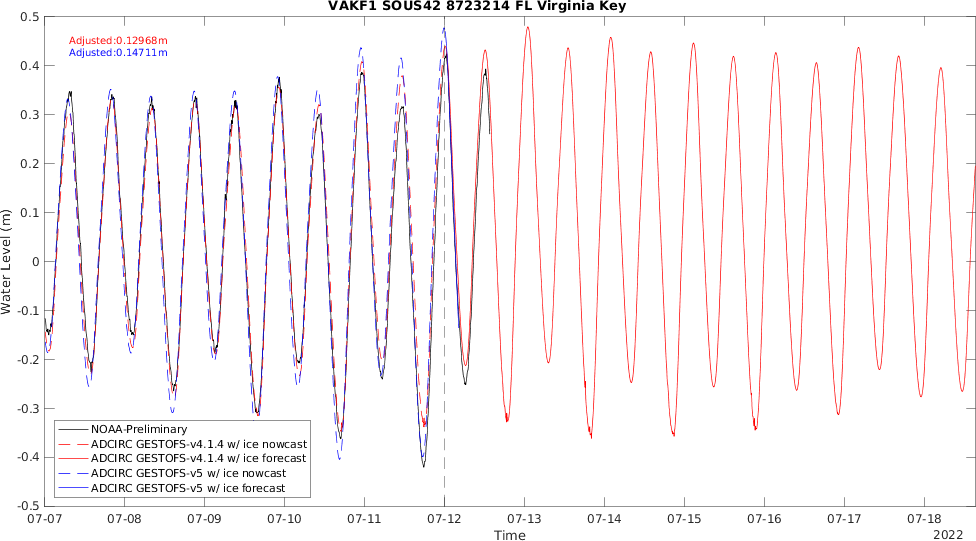 VAKF1 SOUS42 8723214 FL Virginia Key
Adjusted:0.12968m
Adjusted:0.14711m
0.5
0.4
0.3
0.2
0.1
0
-0.1
-0.2
-0.3
-0.4
-0.5
Water Level (m)
NOAA-Preliminary
ADCIRC GESTOFS-v4.1.4 w/ ice nowcast
ADCIRC GESTOFS-v4.1.4 w/ ice forecast
ADCIRC GESTOFS-v5 w/ ice nowcast
ADCIRC GESTOFS-v5 w/ ice forecast
07-07 07-08 07-09 07-10 07-11 07-12 07-13 07-14 07-15 07-16 07-17 07-18
Time
2022